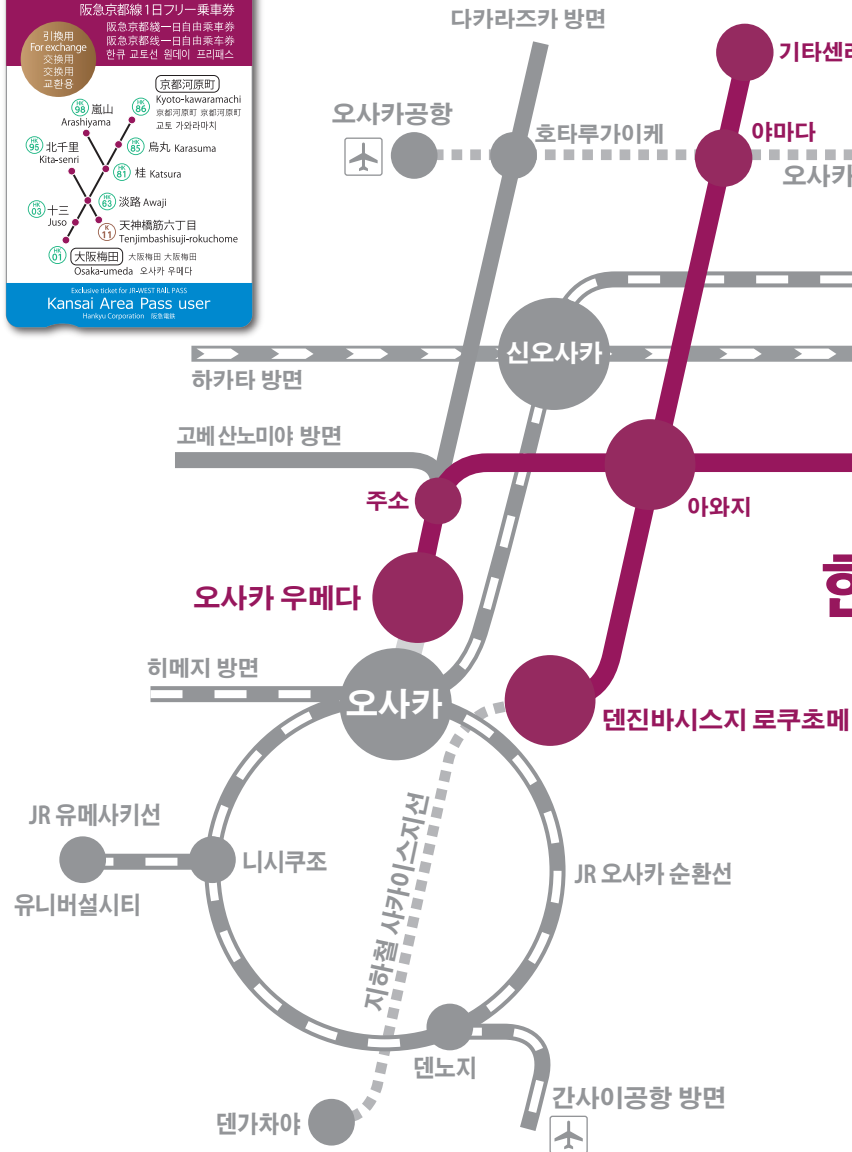 阪急京都線1日フリー乗車券
阪急京都綫一日自由乘車券
阪急京都线一日自由乘车券
한큐 교토선 원데이 프리패스
引換用
For exchange
交換用
交换用
교환용
京都河原町
Kyoto-kawaramachi
京都河原町 京都河原町
교토 가와라마치
HK 98
嵐山
Arashiyama
HK 86
HK 95
北千里
Kita-senri
HK 85
烏丸 Karasuma
HK 81
桂 Katsura
HK 63
淡路 Awaji
HK 03
十三
Juso
K 11
天神橋筋六丁目
Tenjimbashisuji-rokuchome
HK 01
大阪梅田 大阪梅田 大阪梅田
Osaka-umeda 오사카 우메다
Exclusive ticket for JR-WEST RAIL PASS
Kansai Area Pass user
Hankyu Corporation 阪急電鉄
다카라즈카 방면
기타센리
오사카공항
호타루가이케
야마다
오사카
신오사카
하카타 방면
고베 산노미야 방면
주소
아와지
한
오사카 우메다
히메지 방면
오사카
덴진바시스지 로쿠초메
JR 유메사키선
니시쿠조
유니버설시티
지하철 사카이스지선
JR 오사카 순환선
덴노지
덴가차야
간사이공항 방면